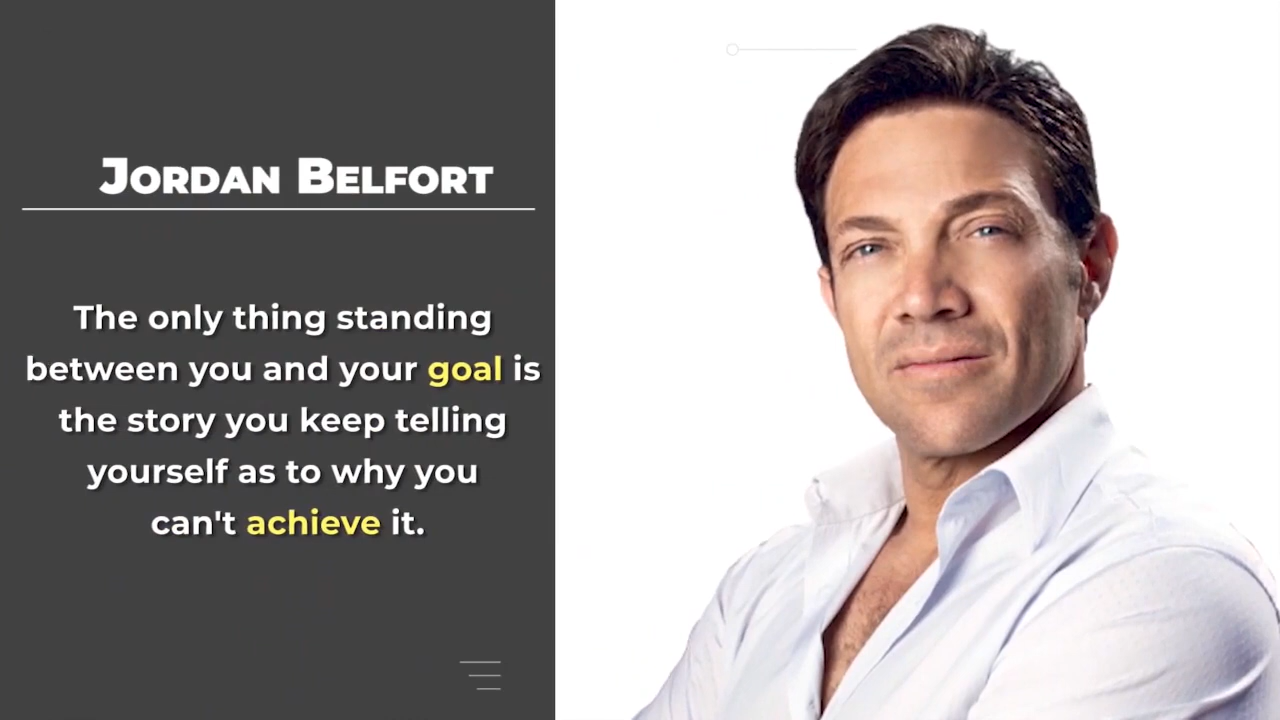 JORDAN BELFORT
The only thing standing
between you and your goal is
the story you keep telling
yourself as to why you
can't achieve it.